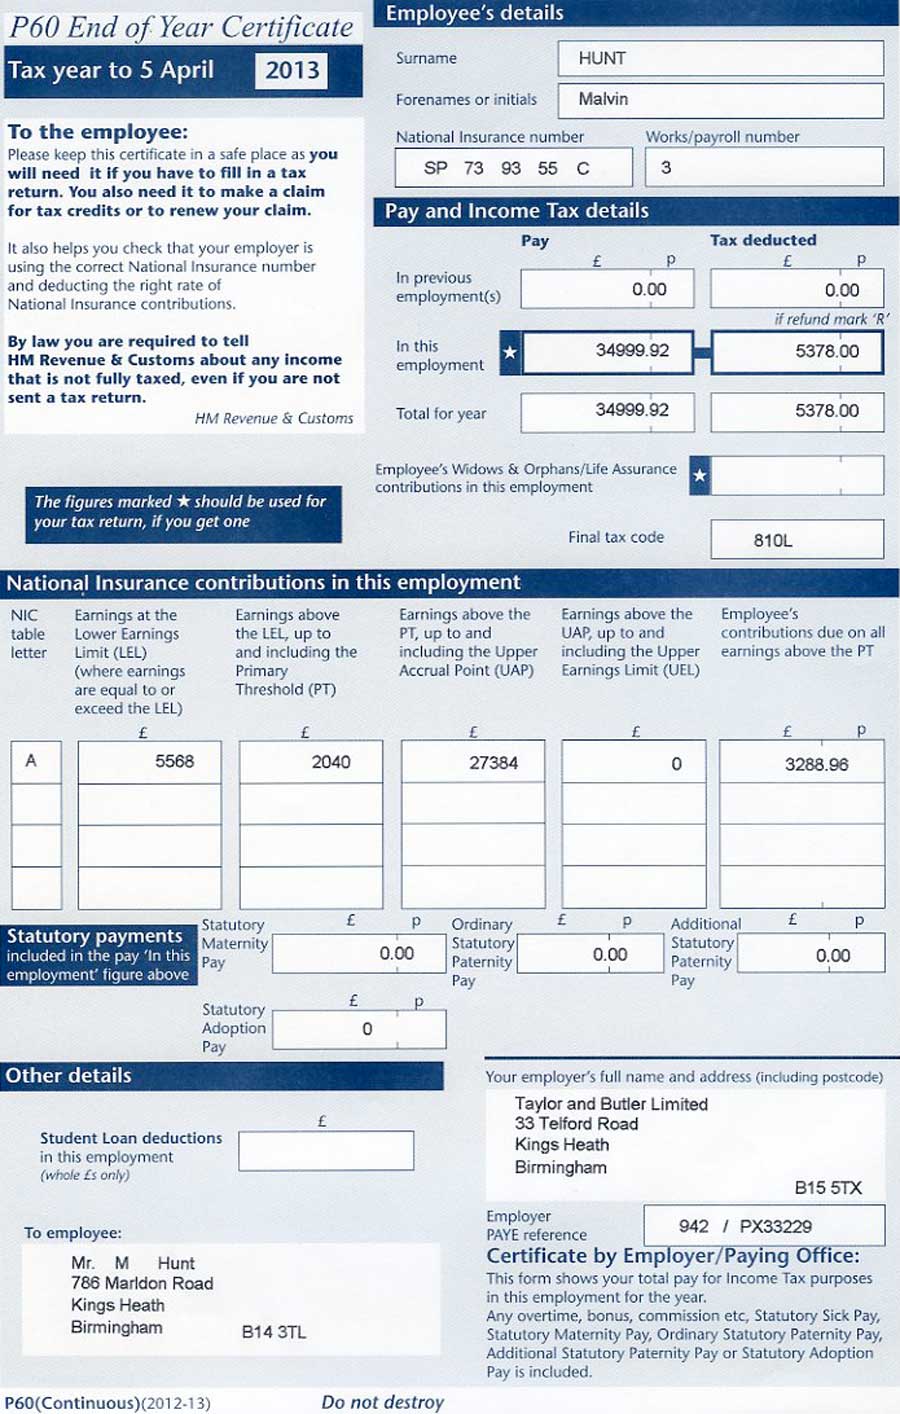 P60 End of Year Certificate
Tax year to 5 April 2013
To the employee:
Please keep this certificate in a safe place as you
will need it if you have to fill in a tax
return. You also need it to make a claim
for tax credits or to renew your claim.
It also helps you check that your employer is
using the correct National Insurance number
and deducting the right rate of
National Insurance contributions.
By law you are required to tell
HM Revenue & Customs about any income
that is not fully taxed, even if you are not
sent a tax return.
HM Revenue & Customs
The figures marked ★ should be used for
your tax return, if you get one
Employee's details
Surname HUNT
Forenames or initials Malvin
National Insurance number Works/payroll number
SP 73 93 55 C 3
Pay and Income Tax details
Pay Tax deducted
£ p £ p
In previous
employment(s) 0.00 0.00
if refund mark 'R'
In this
employment ★ 34999.92 5378.00
Total for year 34999.92 5378.00
Employee's Widows & Orphans/Life Assurance
contributions in this employment ★
Final tax code 810L
National Insurance contributions in this employment
NIC
table
letter
Earnings at the
Lower Earnings
Limit (LEL)
(where earnings
are equal to or
exceed the LEL)
Earnings above
the LEL, up to
and including the
Primary
Threshold (PT)
Earnings above the
PT, up to and
including the Upper
Accrual Point (UAP)
Earnings above the
UAP, up to and
including the Upper
Earnings Limit (UEL)
Employee's
contributions due on all
earnings above the PT
£ £ £ £ £ p
A 5568 2040 27384 0 3288.96
Statutory payments
included in the pay 'In this
employment' figure above
Statutory
Maternity
Pay
£ p
0.00
Ordinary
Statutory
Paternity
Pay
£ p
0.00
Additional
Statutory
Paternity
Pay
£ p
0.00
Statutory
Adoption
Pay
£ p
0
Other details
£
Student Loan deductions
in this employment
(whole £s only)
To employee:
Mr. M Hunt
786 Marldon Road
Kings Heath
Birmingham B14 3TL
Your employer's full name and address (including postcode)
Taylor and Butler Limited
33 Telford Road
Kings Heath
Birmingham
B15 5TX
Employer
PAYE reference 942 / PX33229
Certificate by Employer/Paying Office:
This form shows your total pay for Income Tax purposes
in this employment for the year.
Any overtime, bonus, commission etc, Statutory Sick Pay,
Statutory Maternity Pay, Ordinary Statutory Paternity Pay,
Additional Statutory Paternity Pay or Statutory Adoption
Pay is included.
P60(Continuous)(2012-13) Do not destroy